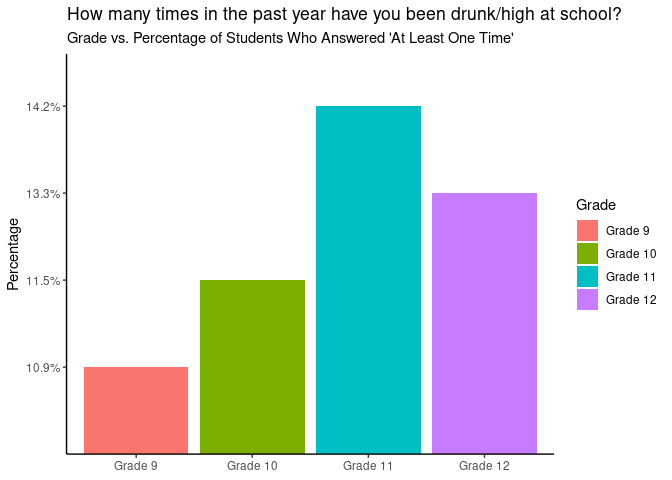 How many times in the past year have you been drunk/high at school?
Grade vs. Percentage of Students Who Answered 'At Least One Time'
Percentage
14.2%
13.3%
11.5%
10.9%
Grade 9
Grade 10
Grade 11
Grade 12
Grade
Grade 9
Grade 10
Grade 11
Grade 12